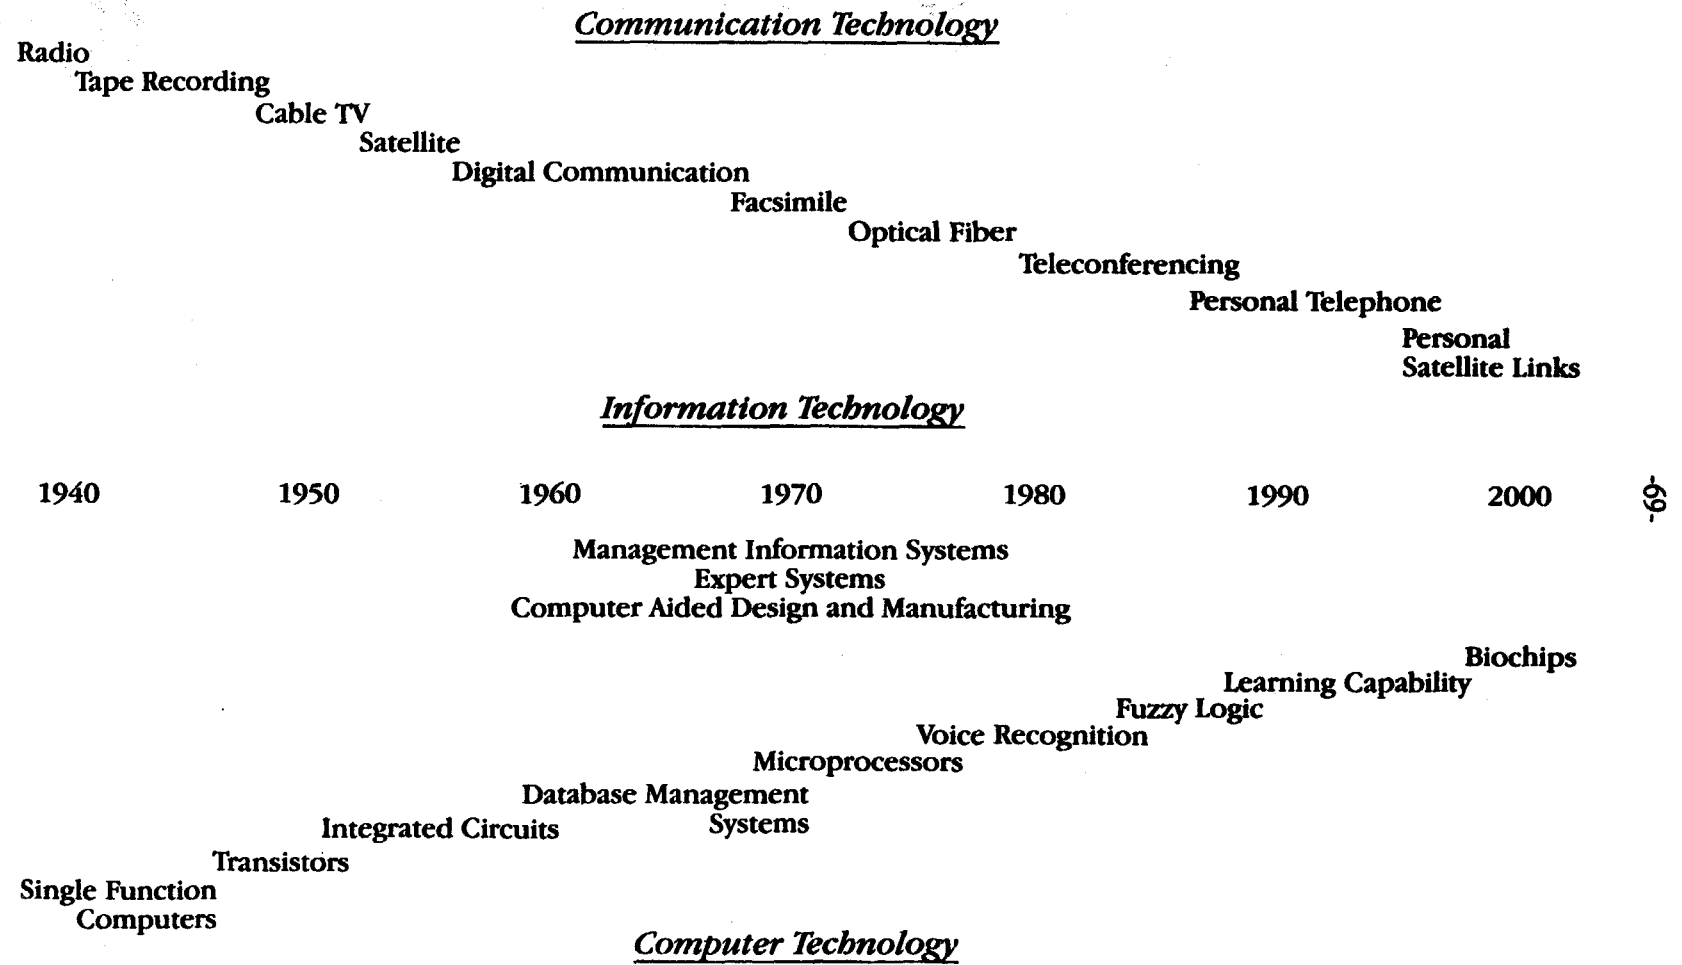 Communication Technology
Radio
Tape Recording
Cable TV
Satellite
Digital Communication
Facsimile
Optical Fiber
Teleconferencing
Personal Telephone
Personal
Satellite Links
Information Technology
1940 1950 1960 1970 1980 1990 2000
-69-
Management Information Systems
Expert Systems
Computer Aided Design and Manufacturing
Biochips
Learning Capability
Fuzzy Logic
Voice Recognition
Microprocessors
Database Management
Systems
Integrated Circuits
Transistors
Single Function
Computers
Computer Technology